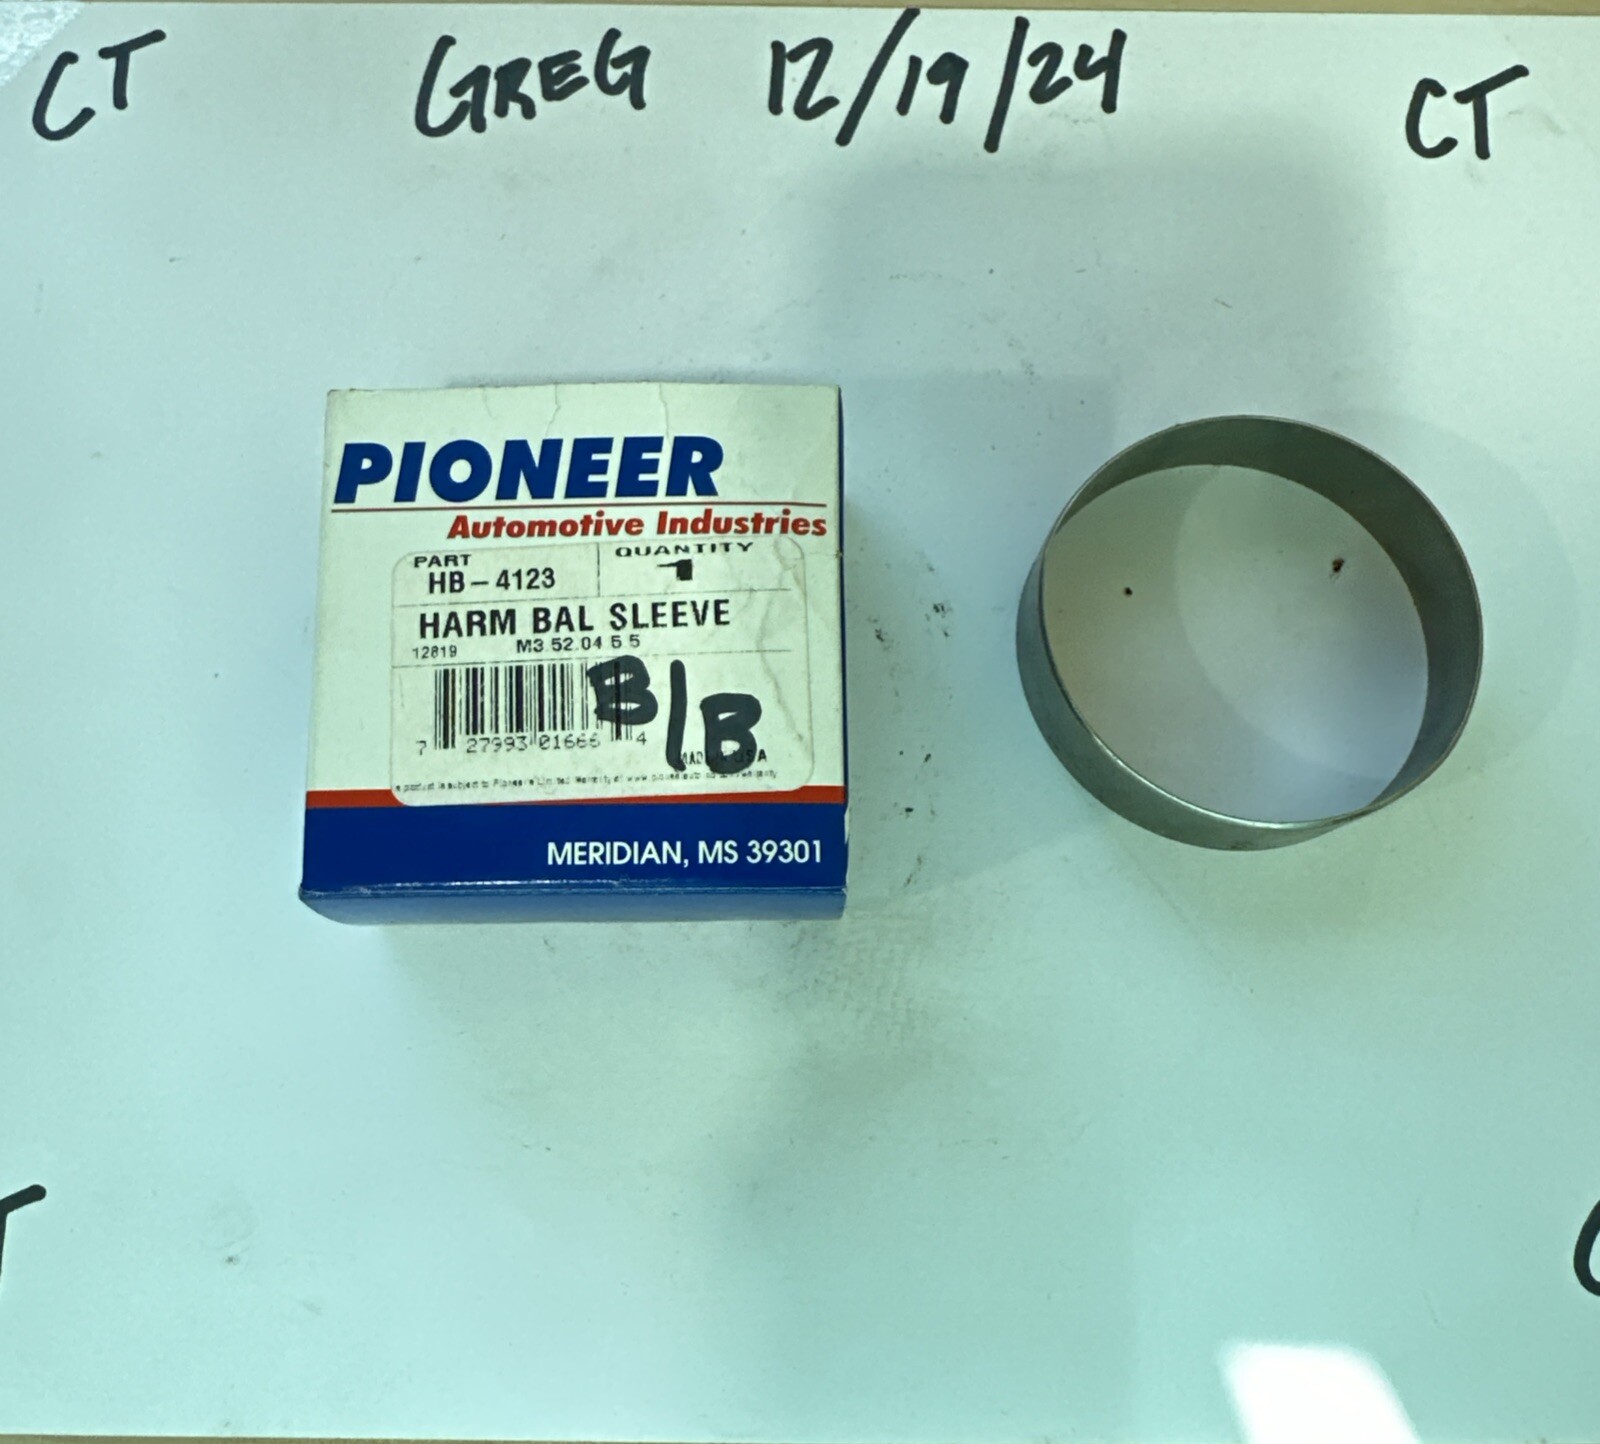 CT GREG 12/19/24 CT
PIONEER
Automotive Industries
PART QUANTITY
HB-4123 1
HARM BAL SLEEVE
12819 M3 52 04 5 5
B/B
7 27993 01666 4
MERIDIAN, MS 39301